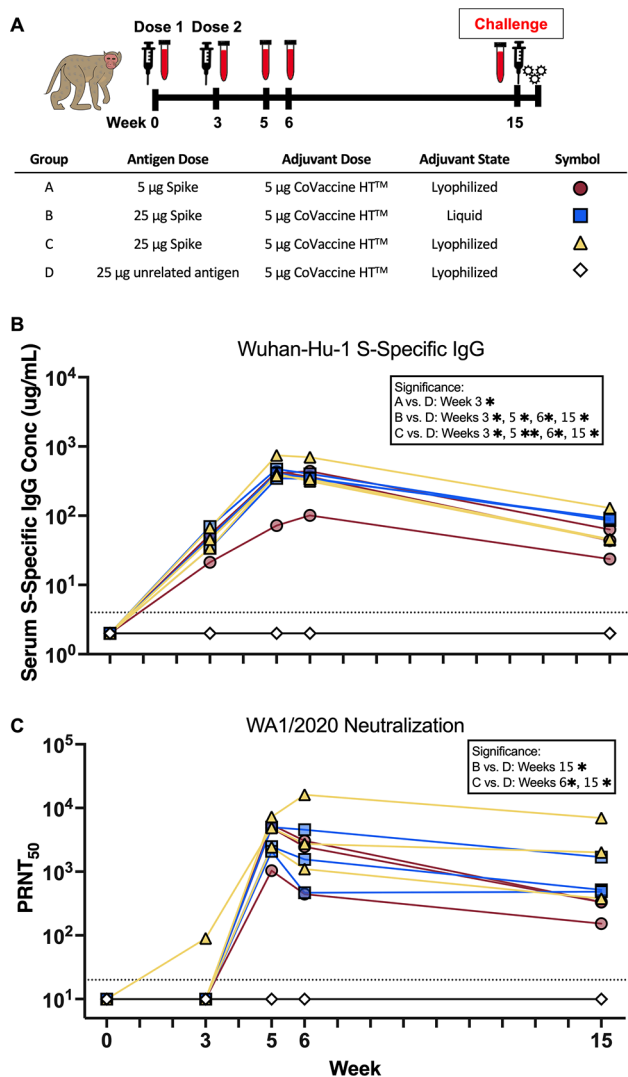 A
Dose 1 Dose 2 Challenge
Week 0 3 5 6 15
Group Antigen Dose Adjuvant Dose Adjuvant State Symbol
A 5 µg Spike 5 µg CoVaccine HT™ Lyophilized
B 25 µg Spike 5 µg CoVaccine HT™ Liquid
C 25 µg Spike 5 µg CoVaccine HT™ Lyophilized
D 25 µg unrelated antigen 5 µg CoVaccine HT™ Lyophilized
B
Wuhan-Hu-1 S-Specific IgG
Serum S-Specific IgG Conc (ug/mL)
10⁴
10³
10²
10¹
10⁰
Significance:
A vs. D: Week 3 *
B vs. D: Weeks 3 *, 5 *, 6*, 15 *
C vs. D: Weeks 3 *, 5 **, 6*, 15 *
C
WA1/2020 Neutralization
PRNT₅₀
10⁵
10⁴
10³
10²
10¹
Significance:
B vs. D: Weeks 15 *
C vs. D: Weeks 6*, 15 *
0 3 5 6 15
Week